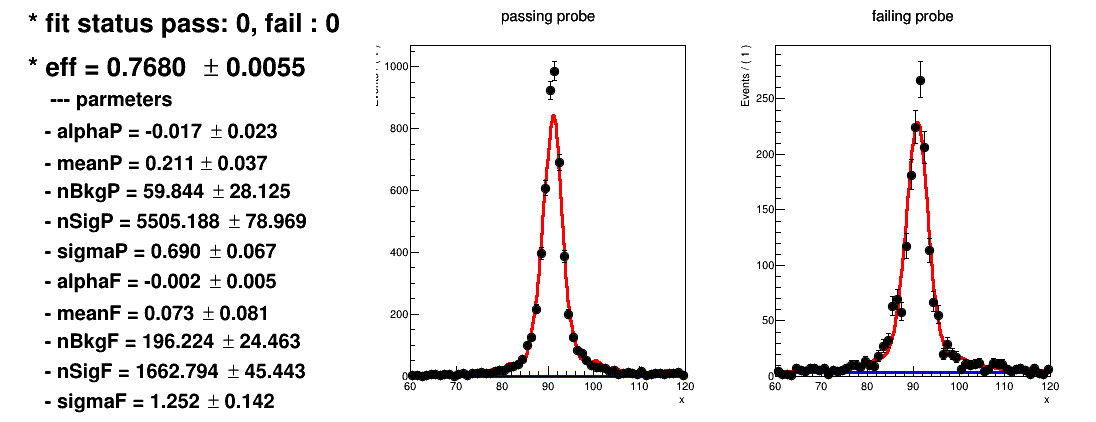 * fit status pass: 0, fail : 0
* eff = 0.7680 ± 0.0055
--- parmeters
- alphaP = -0.017 ± 0.023
- meanP = 0.211 ± 0.037
- nBkgP = 59.844 ± 28.125
- nSigP = 5505.188 ± 78.969
- sigmaP = 0.690 ± 0.067
- alphaF = -0.002 ± 0.005
- meanF = 0.073 ± 0.081
- nBkgF = 196.224 ± 24.463
- nSigF = 1662.794 ± 45.443
- sigmaF = 1.252 ± 0.142
passing probe
1000
800
600
400
200
0
60 70 80 90 100 110 120
x
failing probe
Events / ( 1 )
250
200
150
100
50
0
60 70 80 90 100 110 120
x